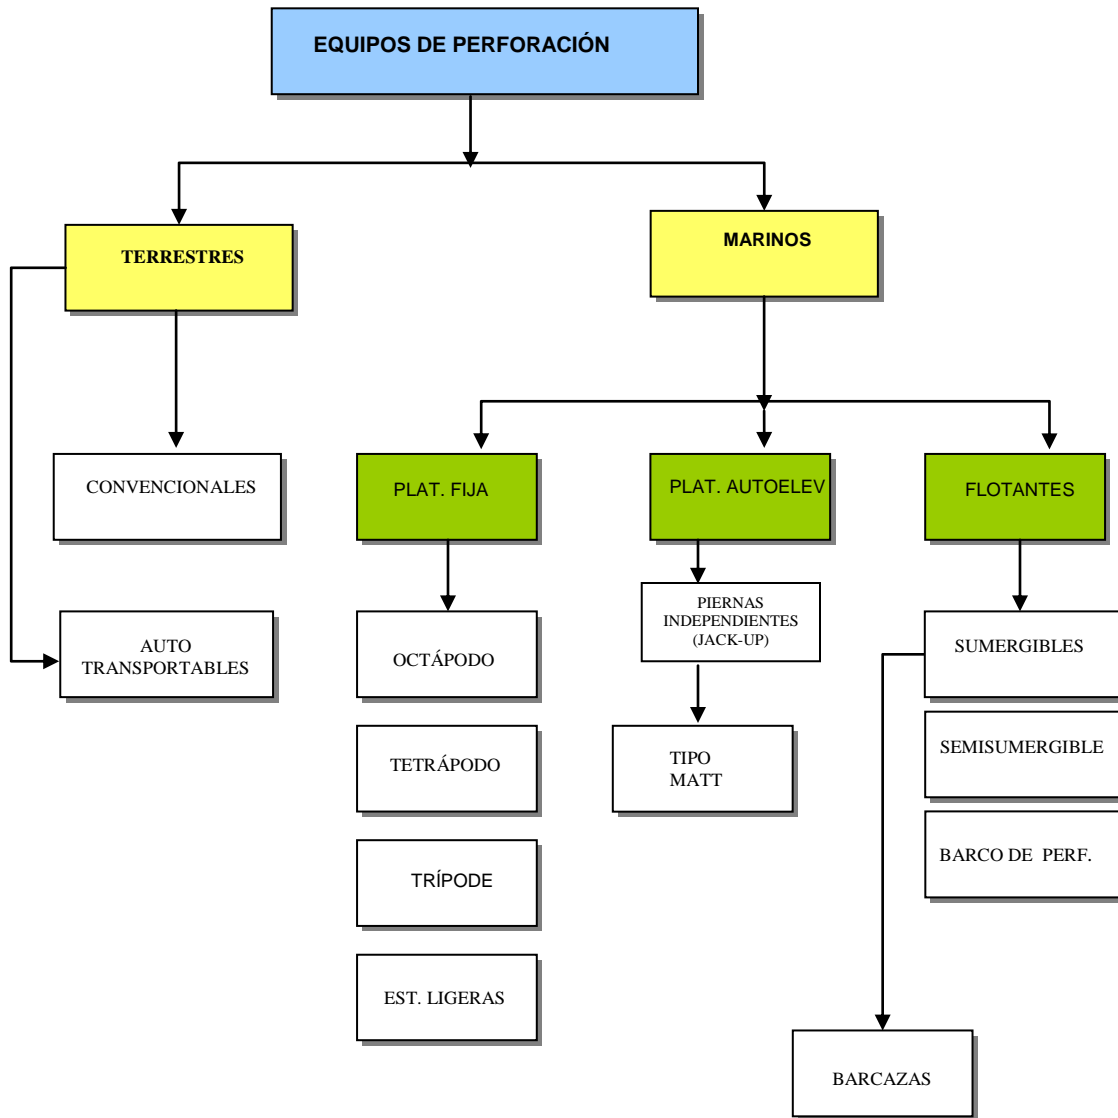 EQUIPOS DE PERFORACIÓN
TERRESTRES
MARINOS
CONVENCIONALES
PLAT. FIJA
PLAT. AUTOELEV
FLOTANTES
AUTO
TRANSPORTABLES
OCTÁPODO
PIERNAS
INDEPENDIENTES
(JACK-UP)
SUMERGIBLES
TETRÁPODO
TIPO
MATT
SEMISUMERGIBLE
TRÍPODE
BARCO DE PERF.
EST. LIGERAS
BARCAZAS